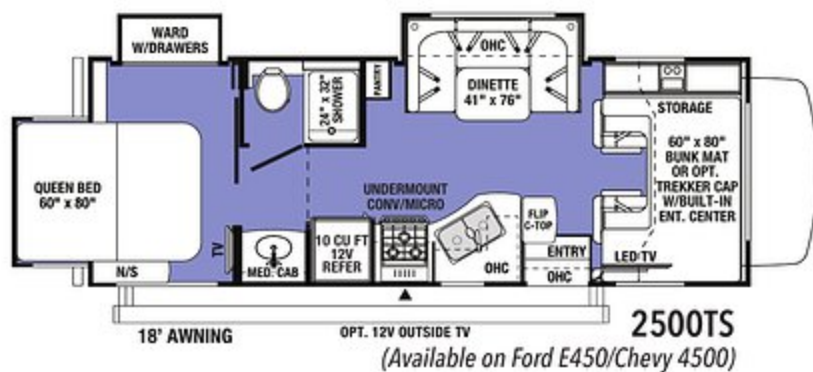 WARD
W/DRAWERS
QUEEN BED
60" x 80"
N/S
TV
MED. CAB
24" x 32"
SHOWER
PANTRY
OHC
DINETTE
41" x 76"
UNDERMOUNT
CONV/MICRO
10 CU FT
12V
REFER
OHC
FLIP
C-TOP
ENTRY
OHC
STORAGE
60" x 80"
BUNK MAT
OR OPT.
TREKKER CAP
W/BUILT-IN
ENT. CENTER
LED TV
18' AWNING
OPT. 12V OUTSIDE TV
2500TS
(Available on Ford E450/Chevy 4500)